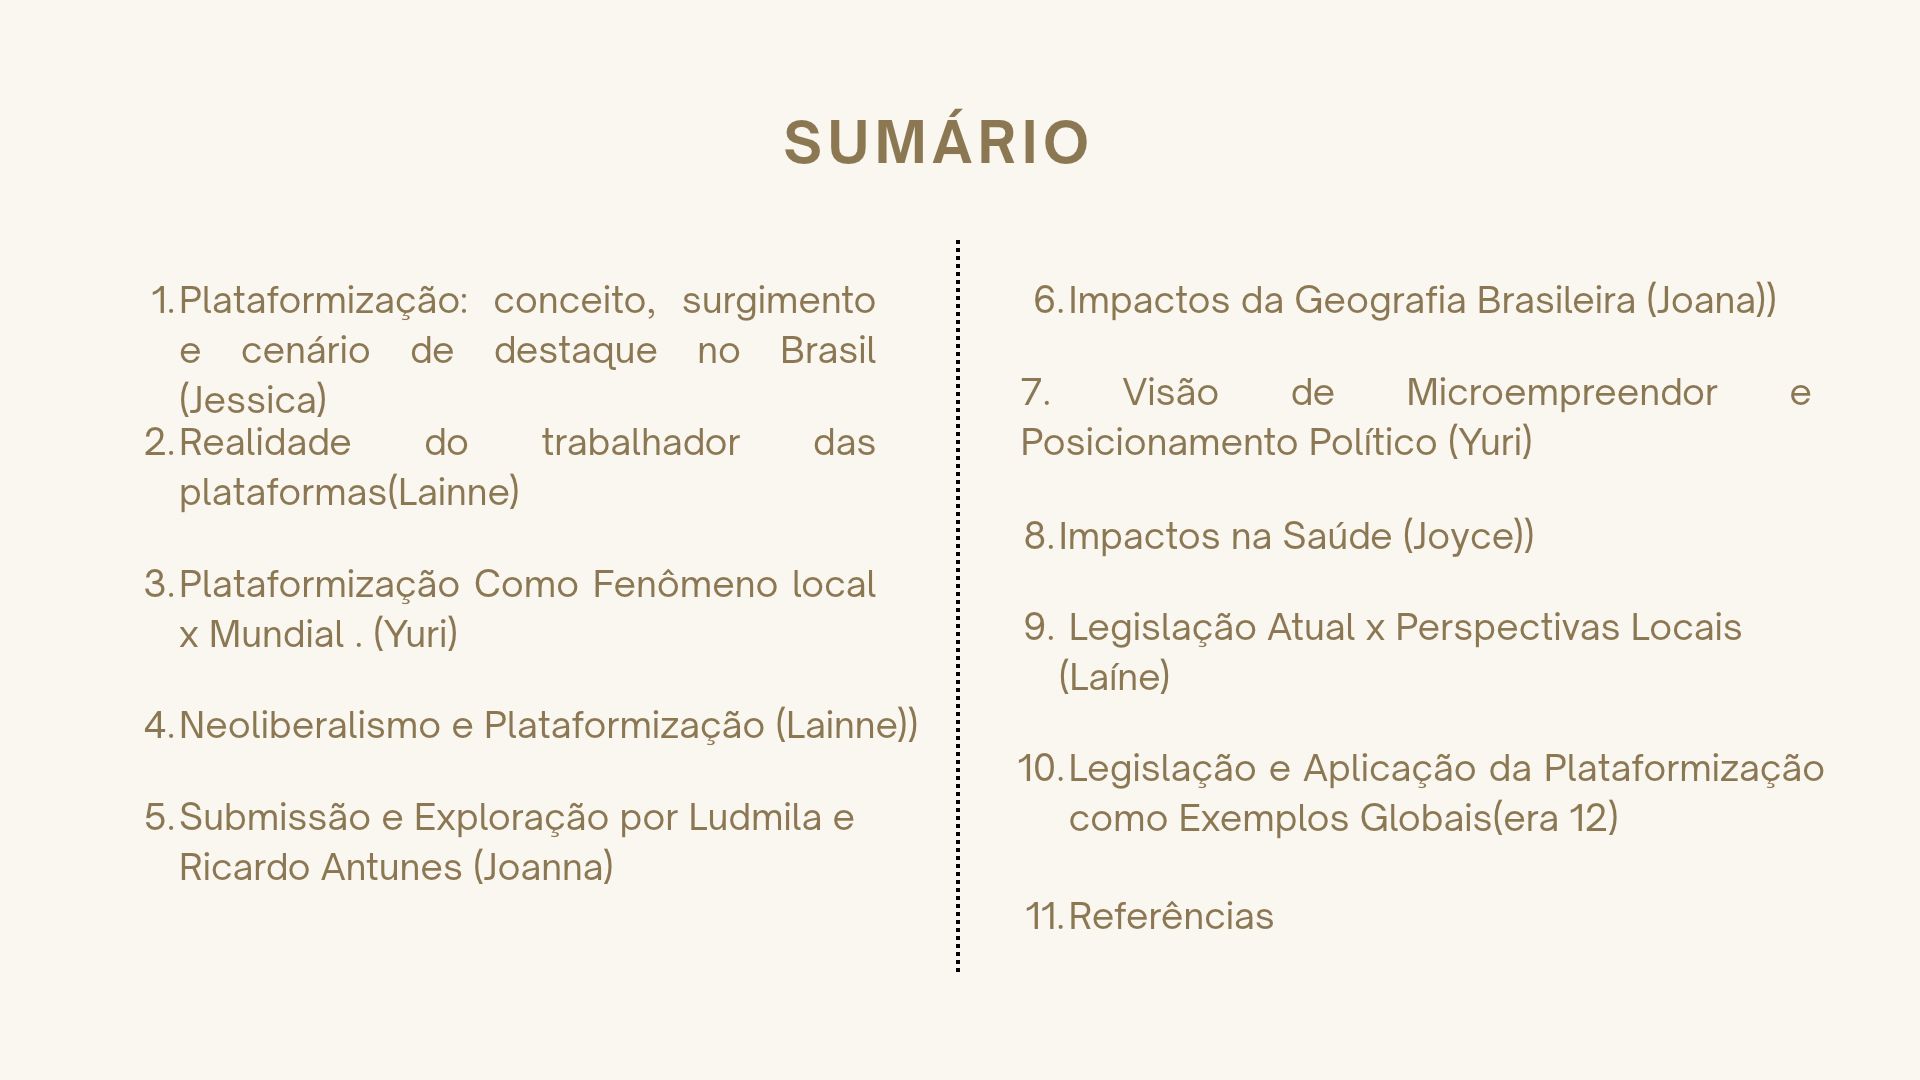 SUMÁRIO
1. Plataformização: conceito, surgimento
e cenário de destaque no Brasil
(Jessica)
2. Realidade do trabalhador das
plataformas(Lainne)
3. Plataformização Como Fenômeno local
x Mundial . (Yuri)
4. Neoliberalismo e Plataformização (Lainne))
5. Submissão e Exploração por Ludmila e
Ricardo Antunes (Joanna)
6. Impactos da Geografia Brasileira (Joana))
7. Visão de Microempreendor e
Posicionamento Político (Yuri)
8. Impactos na Saúde (Joyce))
9. Legislação Atual x Perspectivas Locais
(Laíne)
10. Legislação e Aplicação da Plataformização
como Exemplos Globais(era 12)
11. Referências